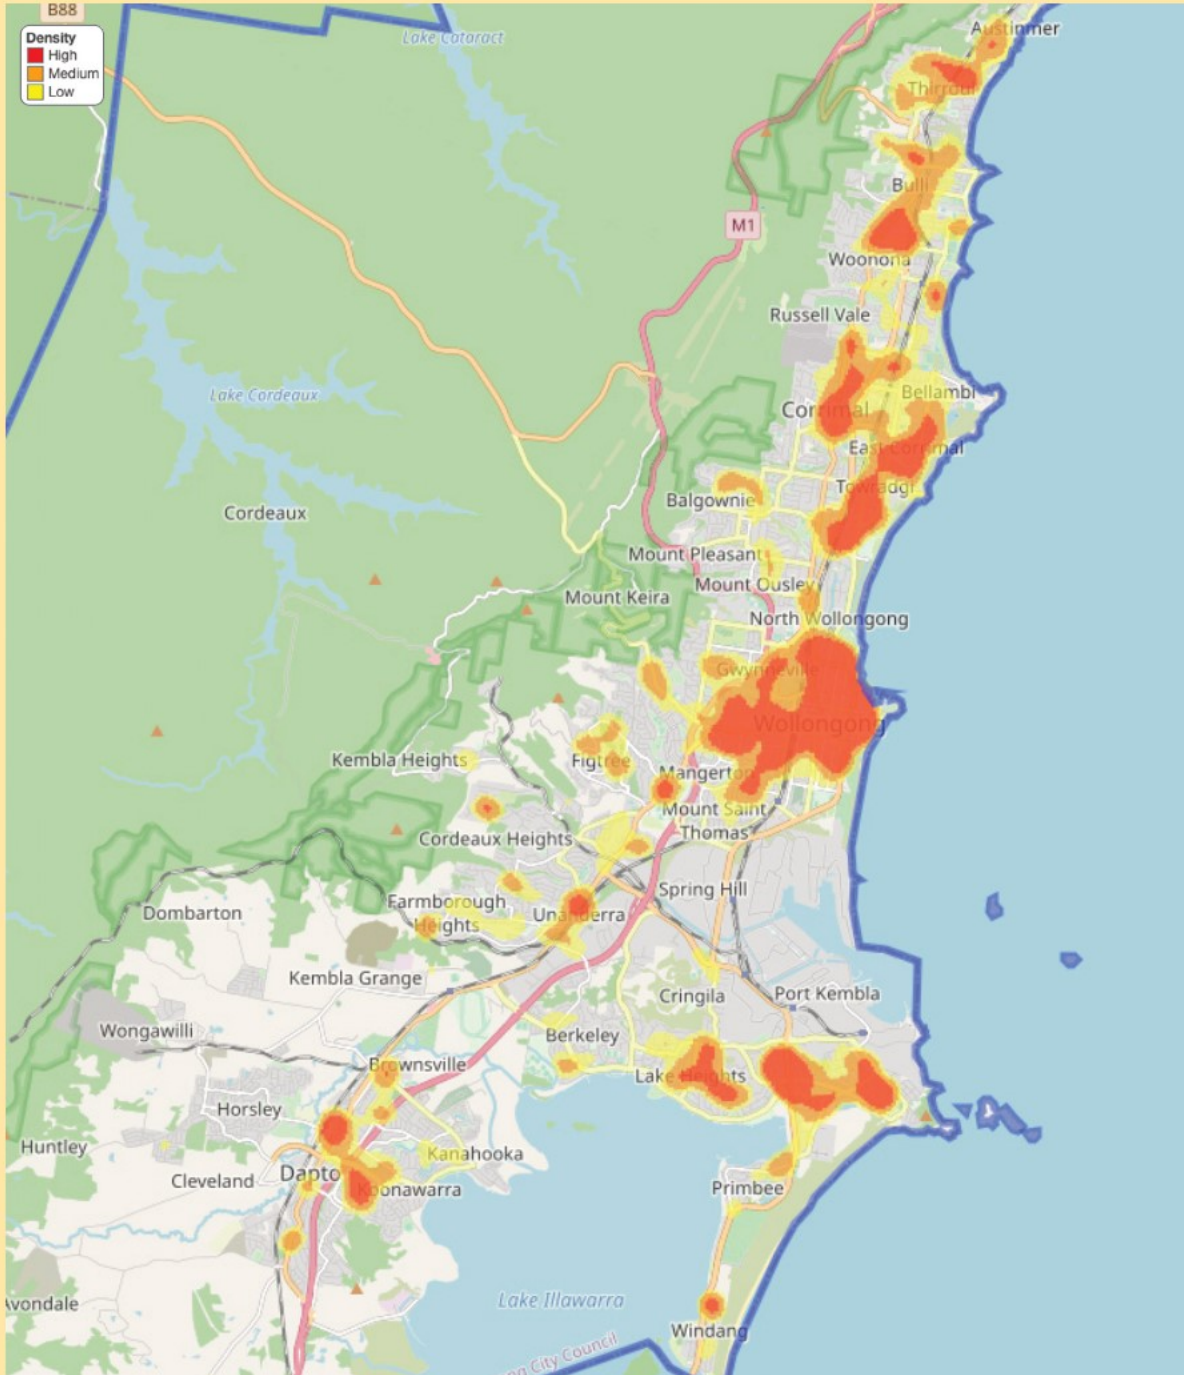 B88
Density
High
Medium
Low
Lake Cataract
Austinmer
Thirroul
Bulli
M1
Woonona
Russell Vale
Lake Cordeaux
Bellambi
Corrimal
East Corrimal
Towradgi
Balgownie
Cordeaux
Mount Pleasant
Mount Ousley
Mount Keira
North Wollongong
Gwynneville
Wollongong
Kembla Heights
Figtree
Mangerton
Mount Saint
Thomas
Cordeaux Heights
Spring Hill
Farmborough
Heights
Unanderra
Dombarton
Kembla Grange
Cringila
Port Kembla
Wongawilli
Berkeley
Brownsville
Lake Heights
Horsley
Huntley
Kanahooka
Cleveland
Dapto
Koonawarra
Primbee
Avondale
Lake Illawarra
Windang
ng City Council